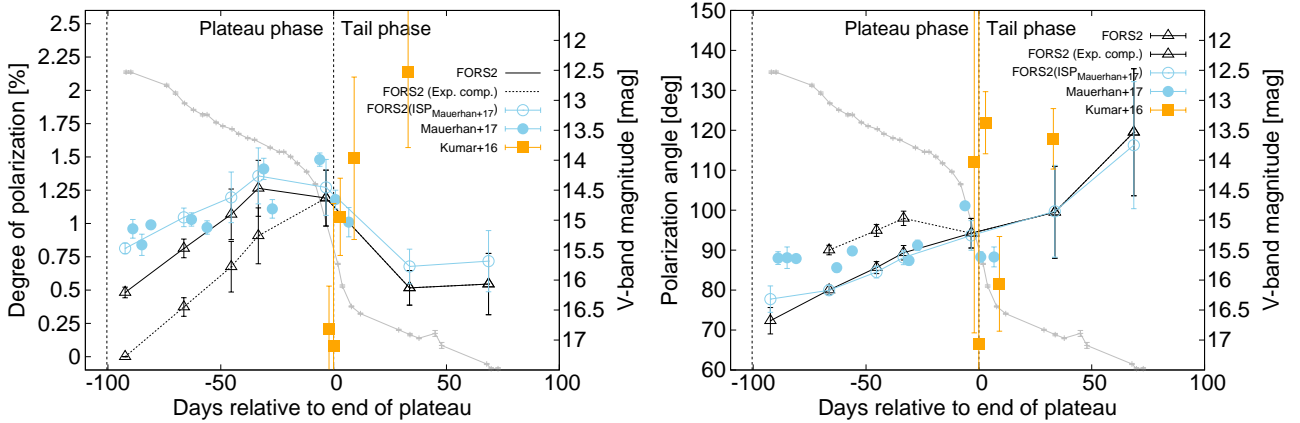 Plateau phase
Tail phase
FORS2
FORS2 (Exp. comp.)
FORS2(ISPMauerhan+17)
Mauerhan+17
Kumar+16
Degree of polarization [%]
2.5
2.25
2
1.75
1.5
1.25
1
0.75
0.5
0.25
0
12
12.5
13
13.5
14
14.5
15
15.5
16
16.5
17
V-band magnitude [mag]
-100
-50
0
50
100
Days relative to end of plateau
Plateau phase
Tail phase
FORS2
FORS2 (Exp. comp.)
FORS2(ISPMauerhan+17)
Mauerhan+17
Kumar+16
Polarization angle [deg]
150
140
130
120
110
100
90
80
70
60
12
12.5
13
13.5
14
14.5
15
15.5
16
16.5
17
V-band magnitude [mag]
-100
-50
0
50
100
Days relative to end of plateau